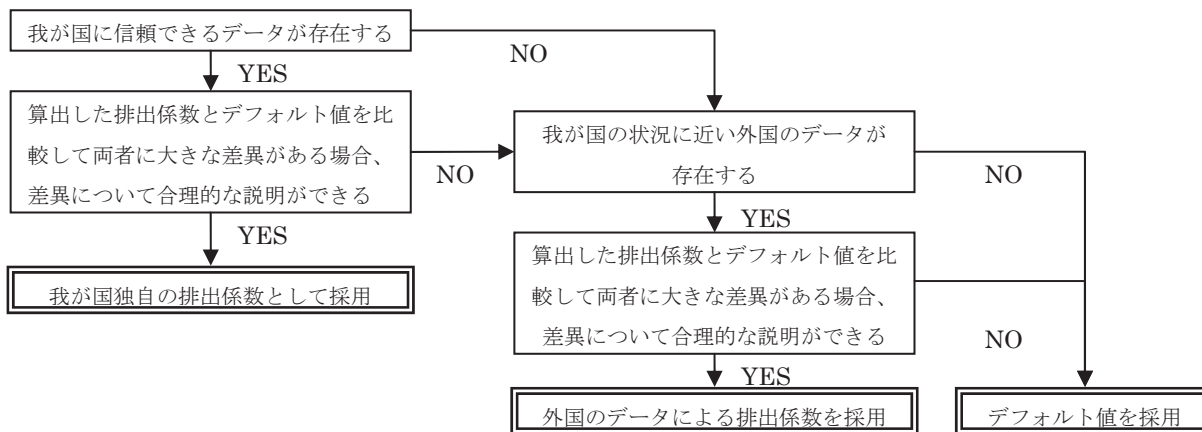 我が国に信頼できるデータが存在する
NO
YES
算出した排出係数とデフォルト値を比
較して両者に大きな差異がある場合、
差異について合理的な説明ができる
NO
我が国の状況に近い外国のデータが
存在する
NO
YES
YES
我が国独自の排出係数として採用
算出した排出係数とデフォルト値を比
較して両者に大きな差異がある場合、
差異について合理的な説明ができる
NO
YES
外国のデータによる排出係数を採用
デフォルト値を採用